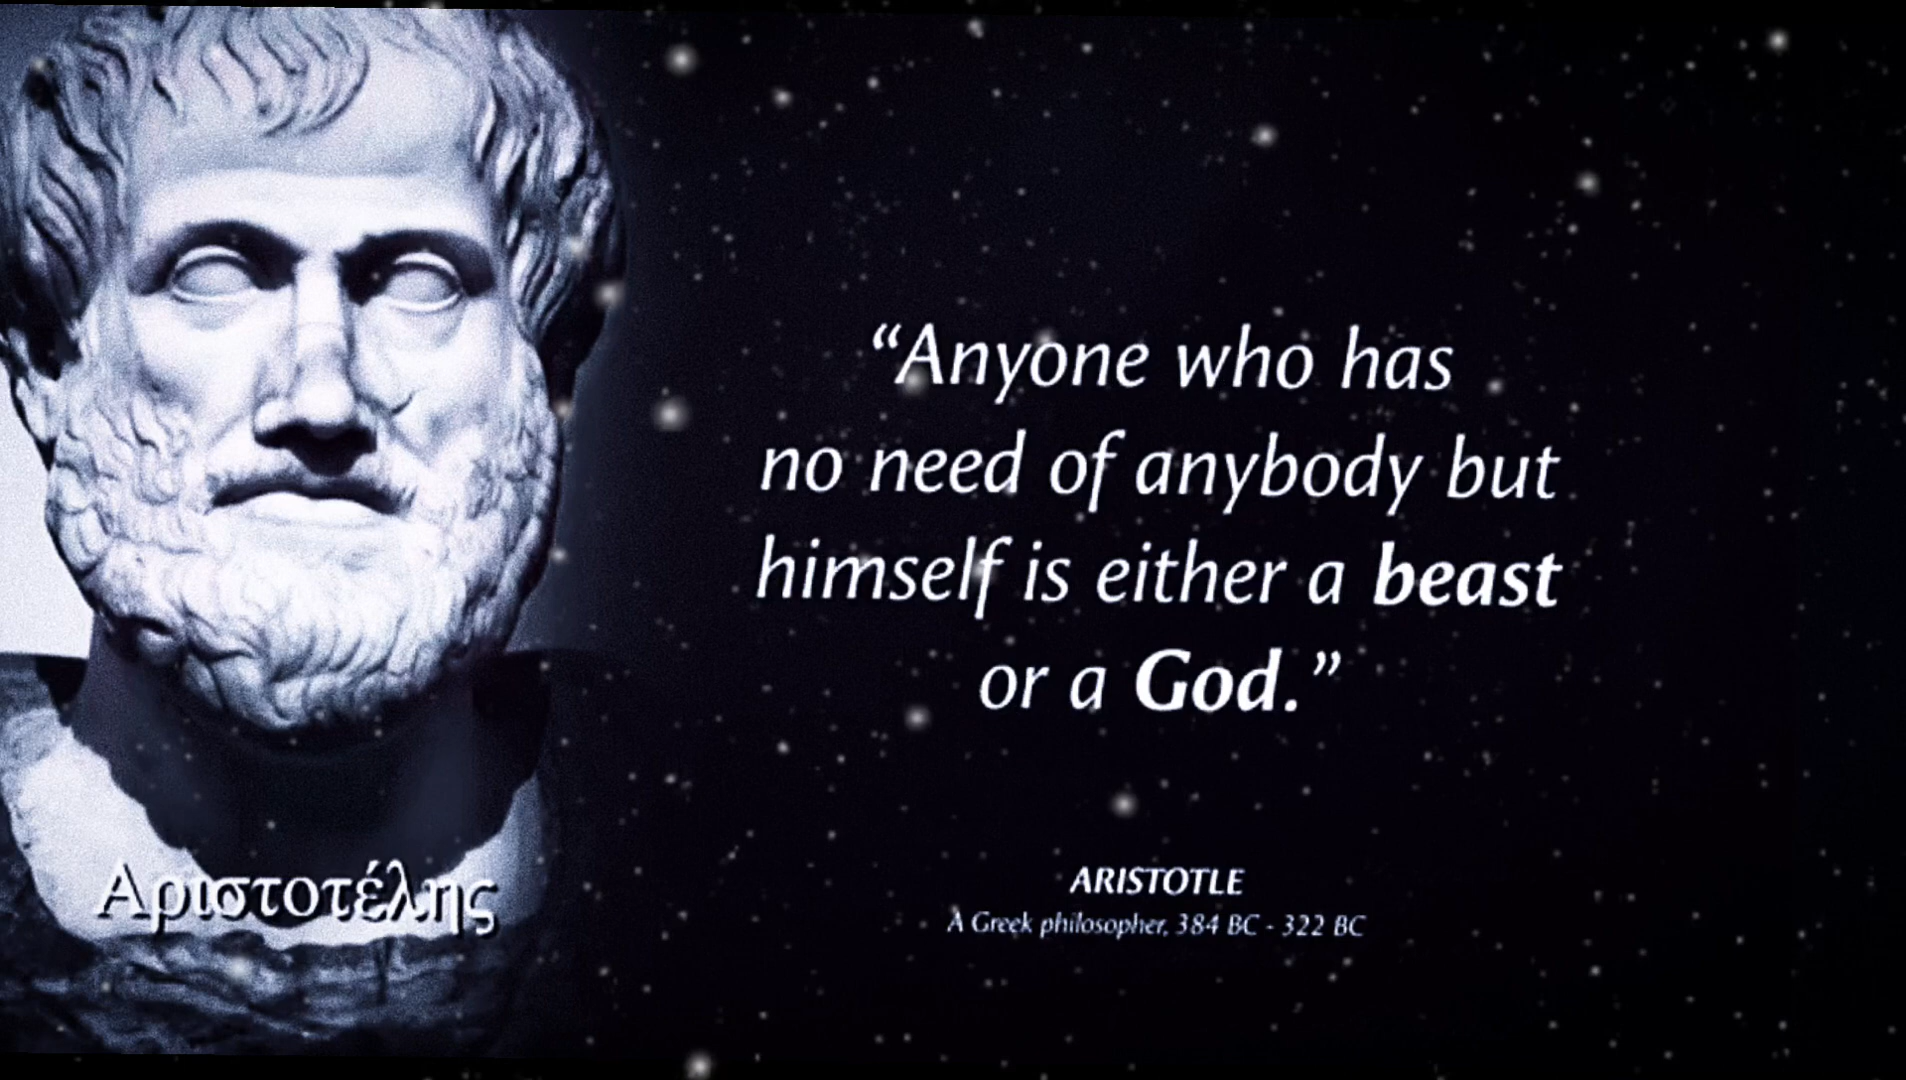 “Anyone who has
no need of anybody but
himself is either a beast
or a God.”
ARISTOTLE
A Greek philosopher, 384 BC - 322 BC
Αριστοτέλης